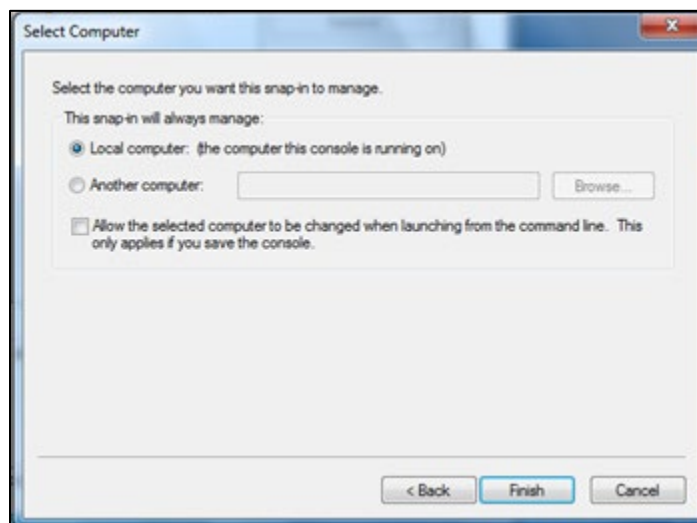 Select Computer
Select the computer you want this snap-in to manage.
This snap-in will always manage:
Local computer: (the computer this console is running on)
Another computer:
Browse...
Allow the selected computer to be changed when launching from the command line. This
only applies if you save the console.
< Back
Finish
Cancel